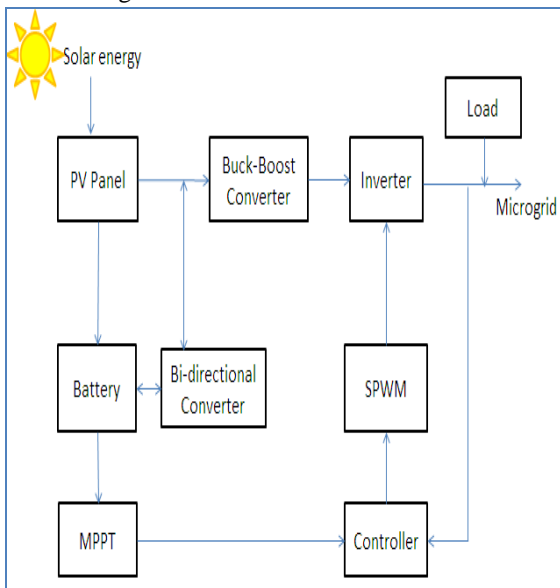 Solar energy
Load
PV Panel
Buck-Boost
Converter
Inverter
Microgrid
Battery
Bi-directional
Converter
SPWM
MPPT
Controller